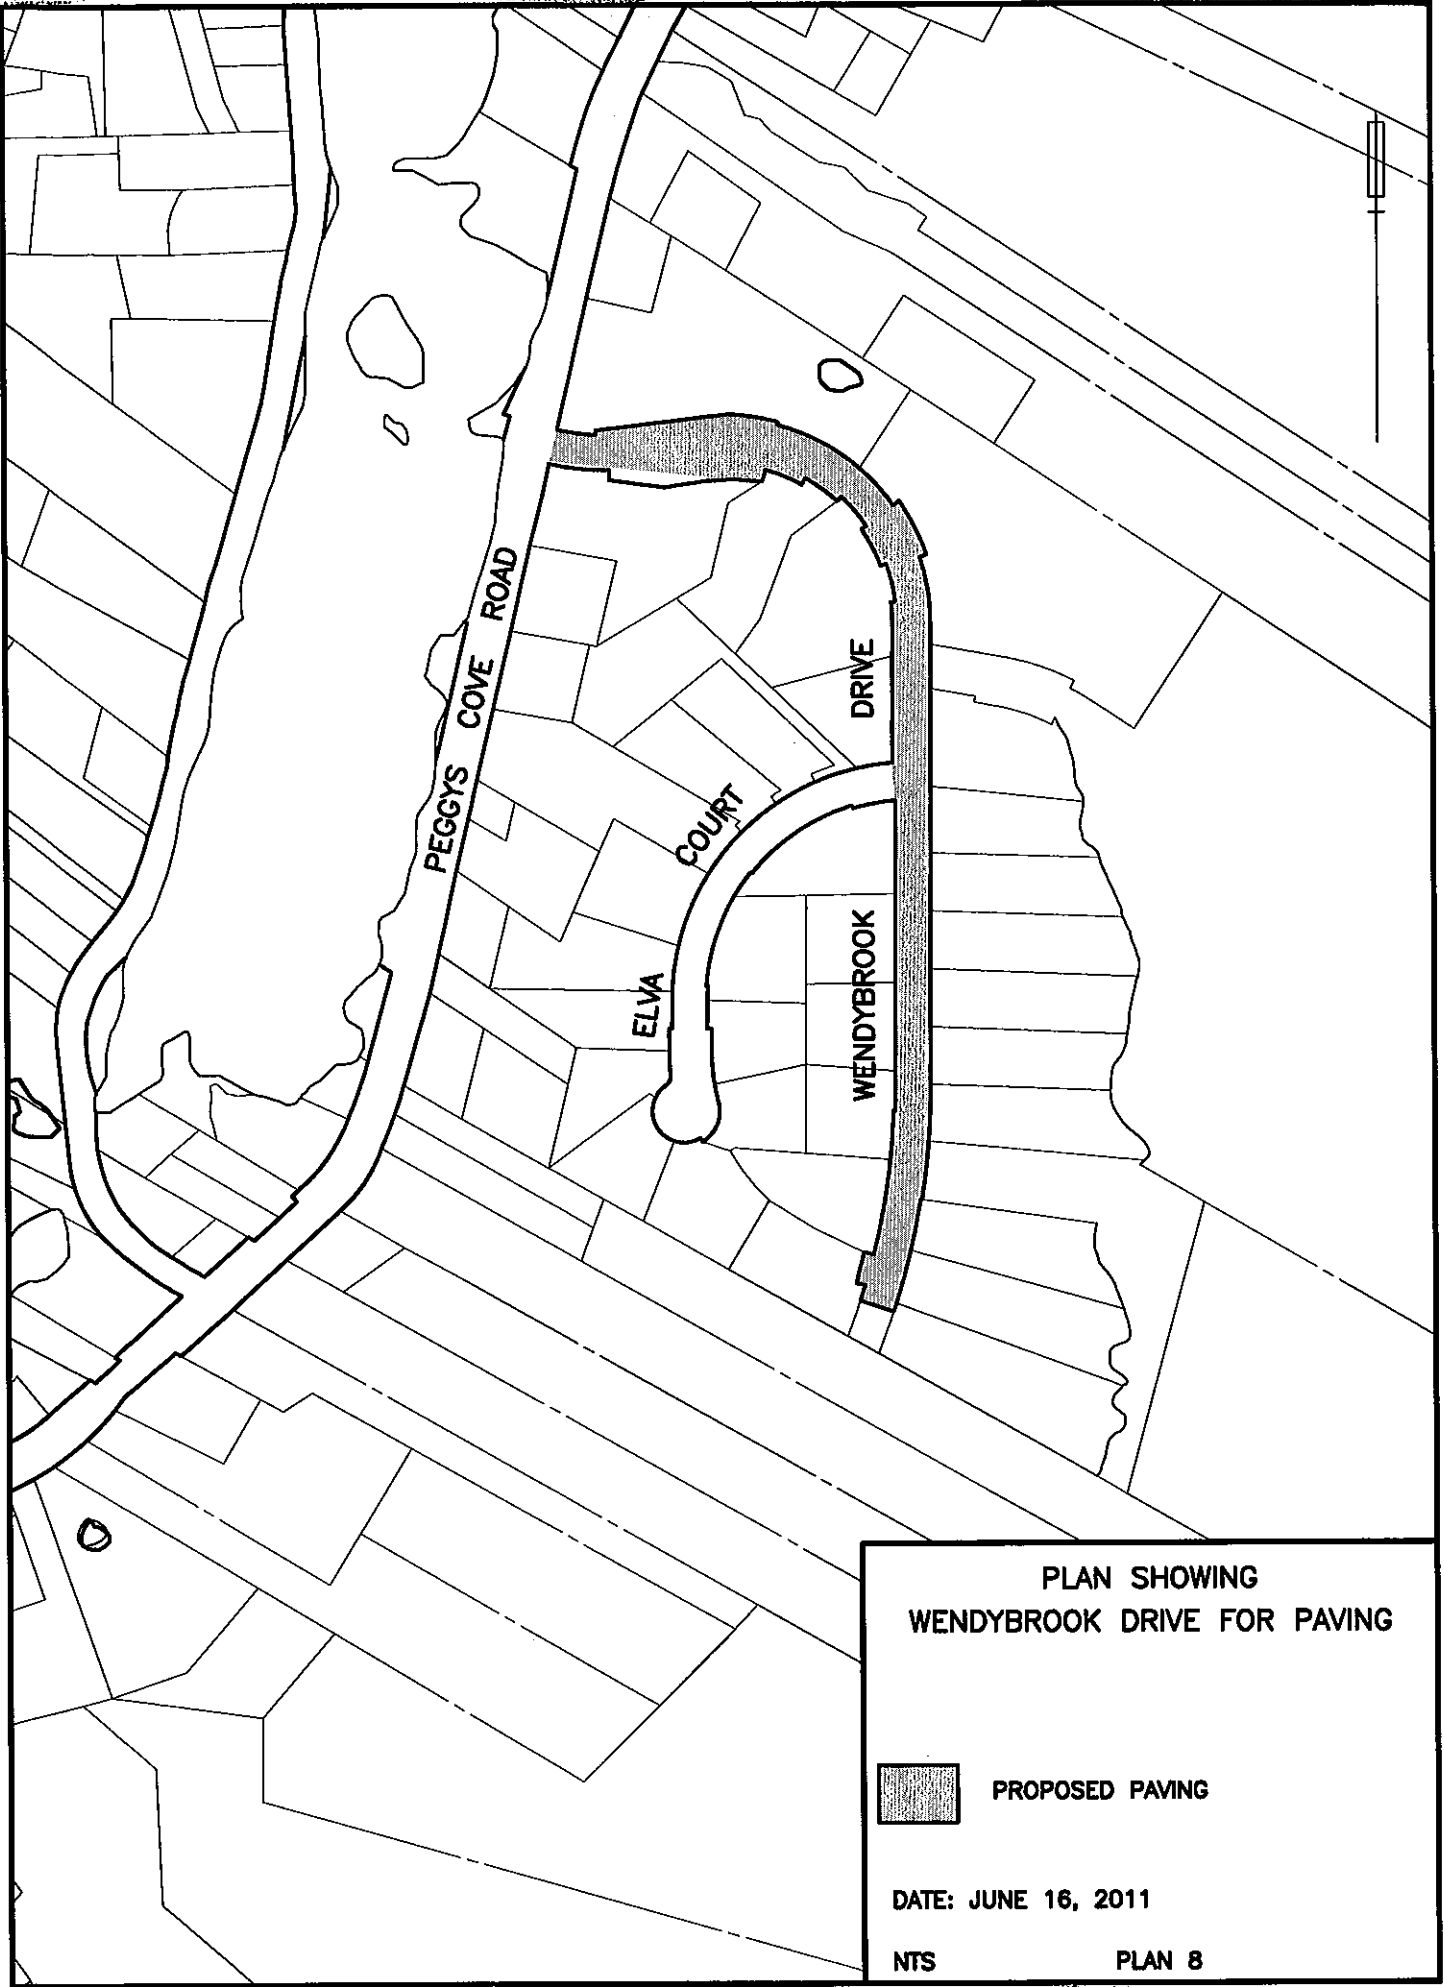 PEGGYS COVE ROAD
DRIVE
COURT
ELVA
WENDYBROOK
PLAN SHOWING
WENDYBROOK DRIVE FOR PAVING
PROPOSED PAVING
DATE: JUNE 16, 2011
NTS PLAN 8